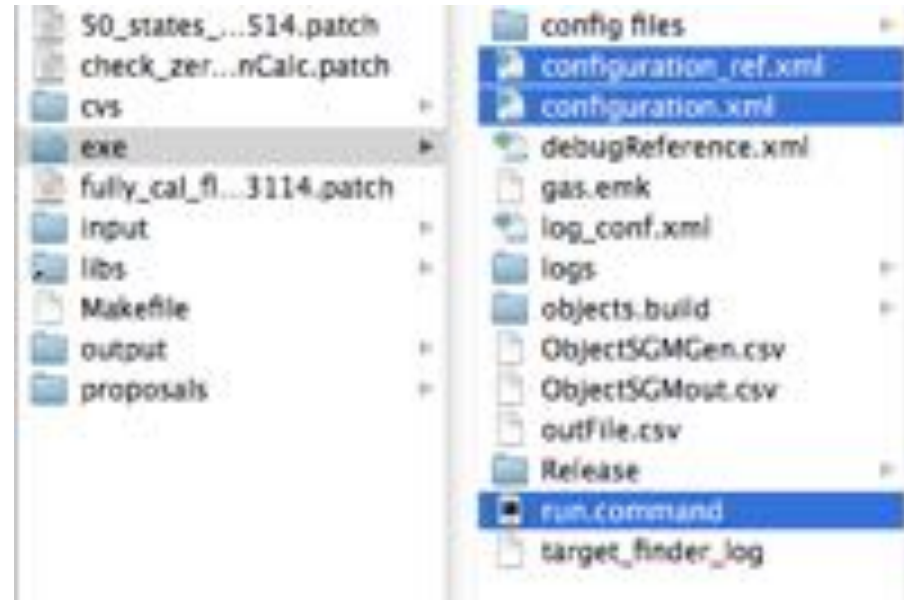 50_states_...514.patch
check_zer...nCalc.patch
cvs
exe
fully_cal_fl...3114.patch
input
libs
Makefile
output
proposals
config files
configuration_ref.xml
configuration.xml
debugReference.xml
gas.emk
log_conf.xml
logs
objects.build
ObjectSGMGen.csv
ObjectSGMout.csv
outFile.csv
Release
run.command
target_finder_log